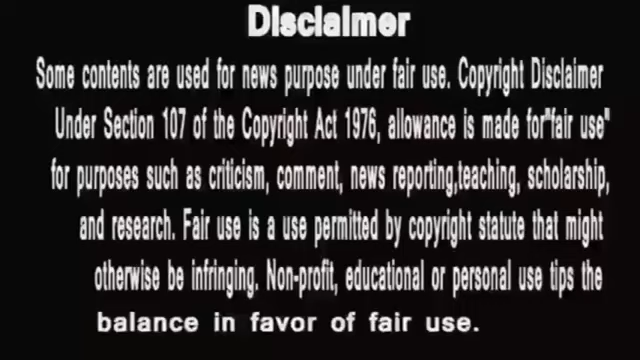 Disclaimer
Some contents are used for news purpose under fair use. Copyright Disclaimer
Under Section 107 of the Copyright Act 1976, allowance is made for"fair use"
for purposes such as criticism, comment, news reporting,teaching, scholarship,
and research. Fair use is a use permitted by copyright statute that might
otherwise be infringing. Non-profit, educational or personal use tips the
balance in favor of fair use.